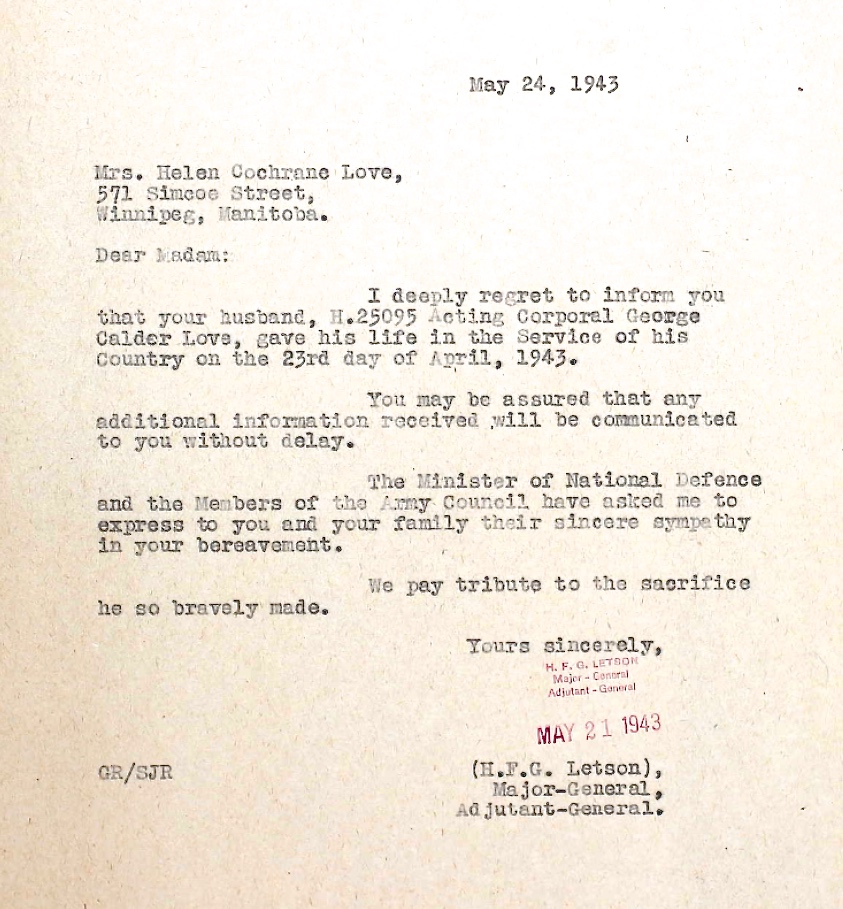 May 24, 1943
Mrs. Helen Cochrane Love,
571 Simcoe Street,
Winnipeg, Manitoba.
Dear Madam:
I deeply regret to inform you
that your husband, H.25095 Acting Corporal George
Calder Love, gave his life in the Service of his
Country on the 23rd day of April, 1943.
You may be assured that any
additional information received will be communicated
to you without delay.
The Minister of National Defence
and the Members of the Army Council have asked me to
express to you and your family their sincere sympathy
in your bereavement.
We pay tribute to the sacrifice
he so bravely made.
Yours sincerely,
H. F. G. LETSON
Major - General
Adjutant - General
MAY 21 1943
GR/SJR
(H.F.G. Letson),
Major-General,
Adjutant-General.